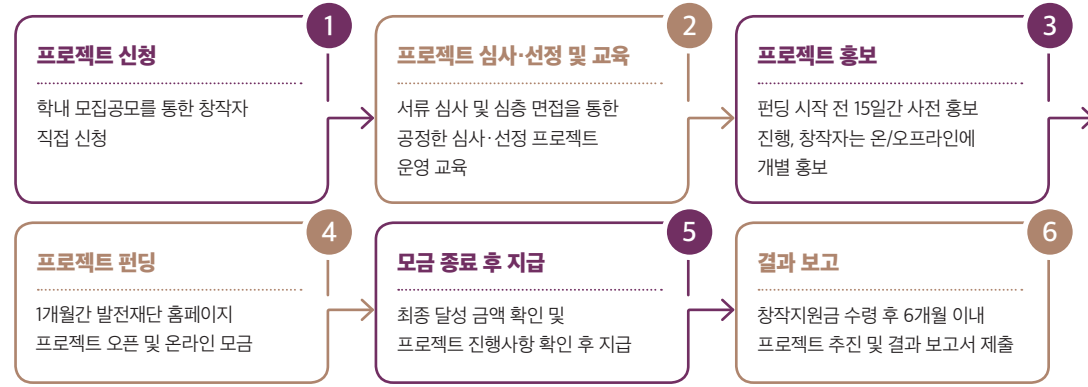 1
프로젝트 신청
학내 모집공모를 통한 창작자
직접 신청
2
프로젝트 심사·선정 및 교육
서류 심사 및 심층 면접을 통한
공정한 심사·선정 프로젝트
운영 교육
3
프로젝트 홍보
펀딩 시작 전 15일간 사전 홍보
진행, 창작자는 온/오프라인에
개별 홍보
4
프로젝트 펀딩
1개월간 발전재단 홈페이지
프로젝트 오픈 및 온라인 모금
5
모금 종료 후 지급
최종 달성 금액 확인 및
프로젝트 진행사항 확인 후 지급
6
결과 보고
창작지원금 수령 후 6개월 이내
프로젝트 추진 및 결과 보고서 제출